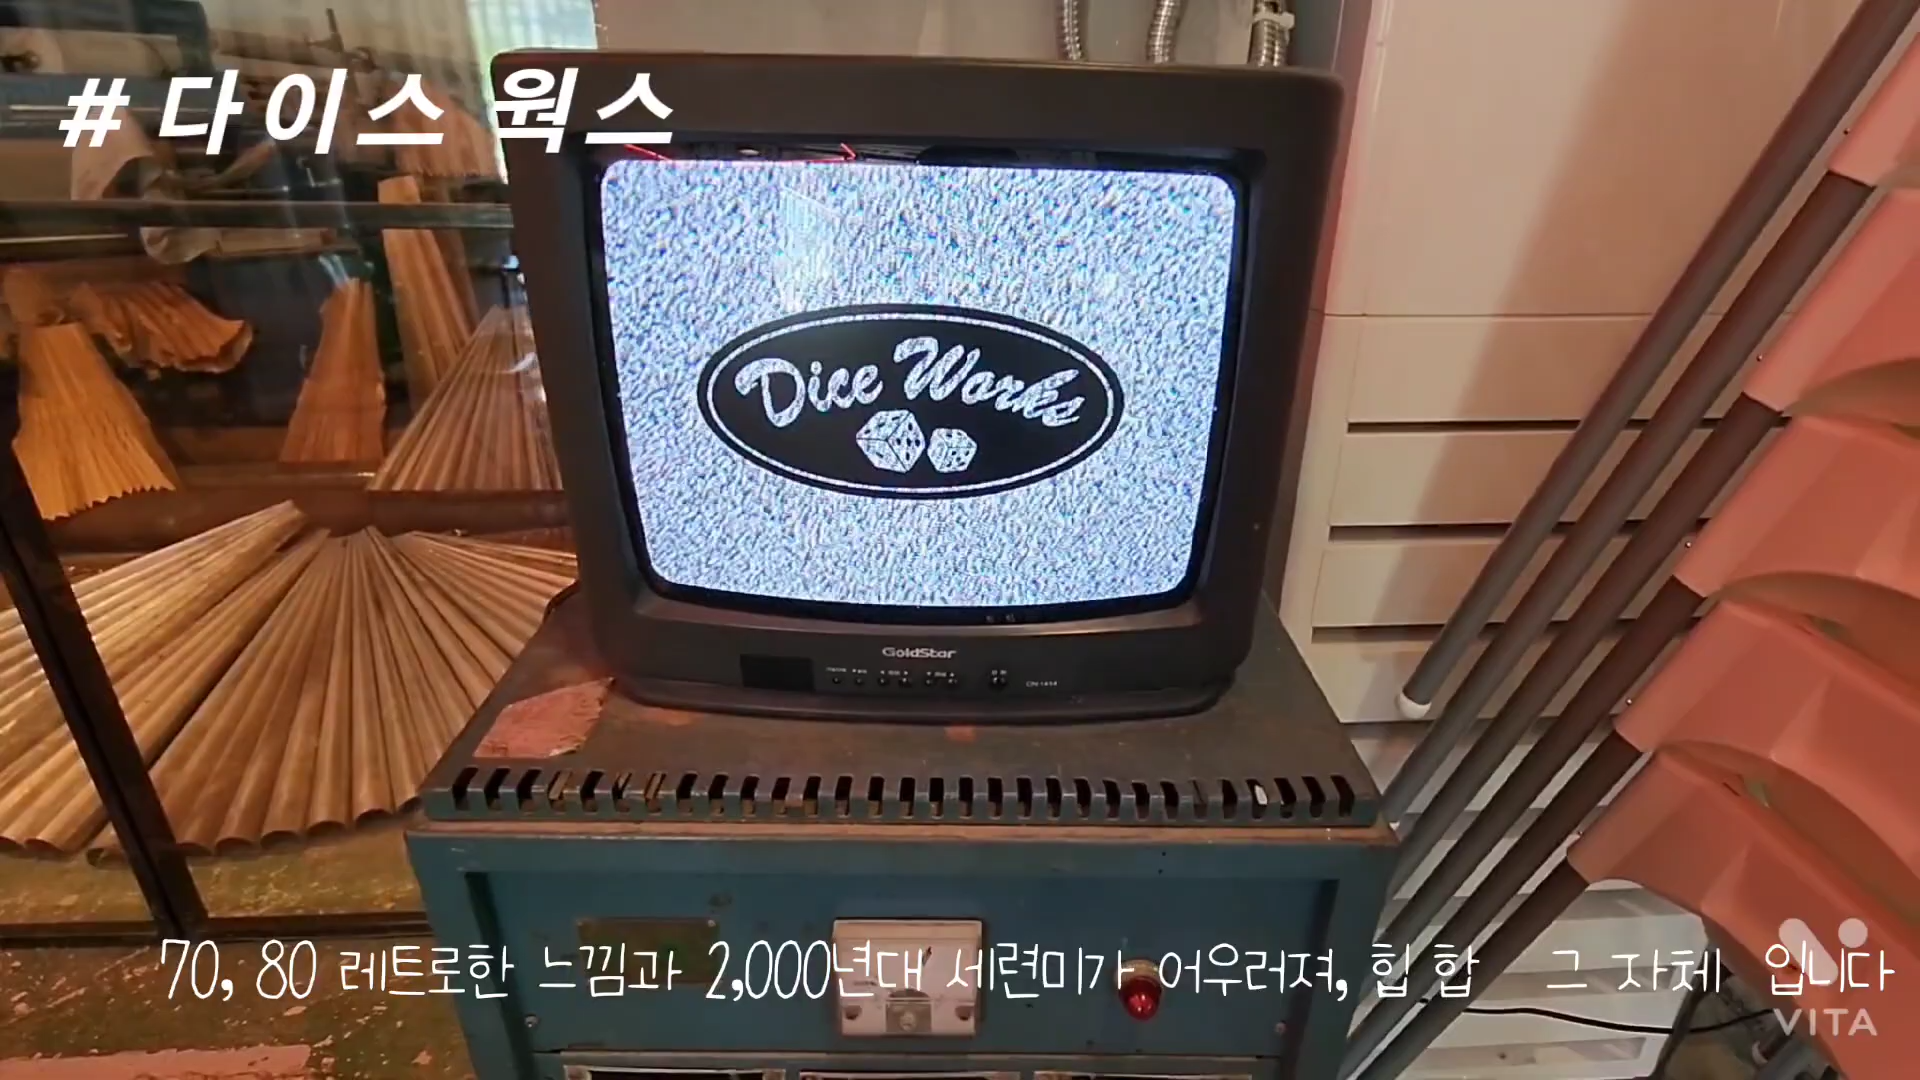 # 다이스 웍스
Dice Works
GoldStar
70, 80 레트로한 느낌과 2,000년대 세련미가 어우러져, 힙합 그 자체 입니다
VITA